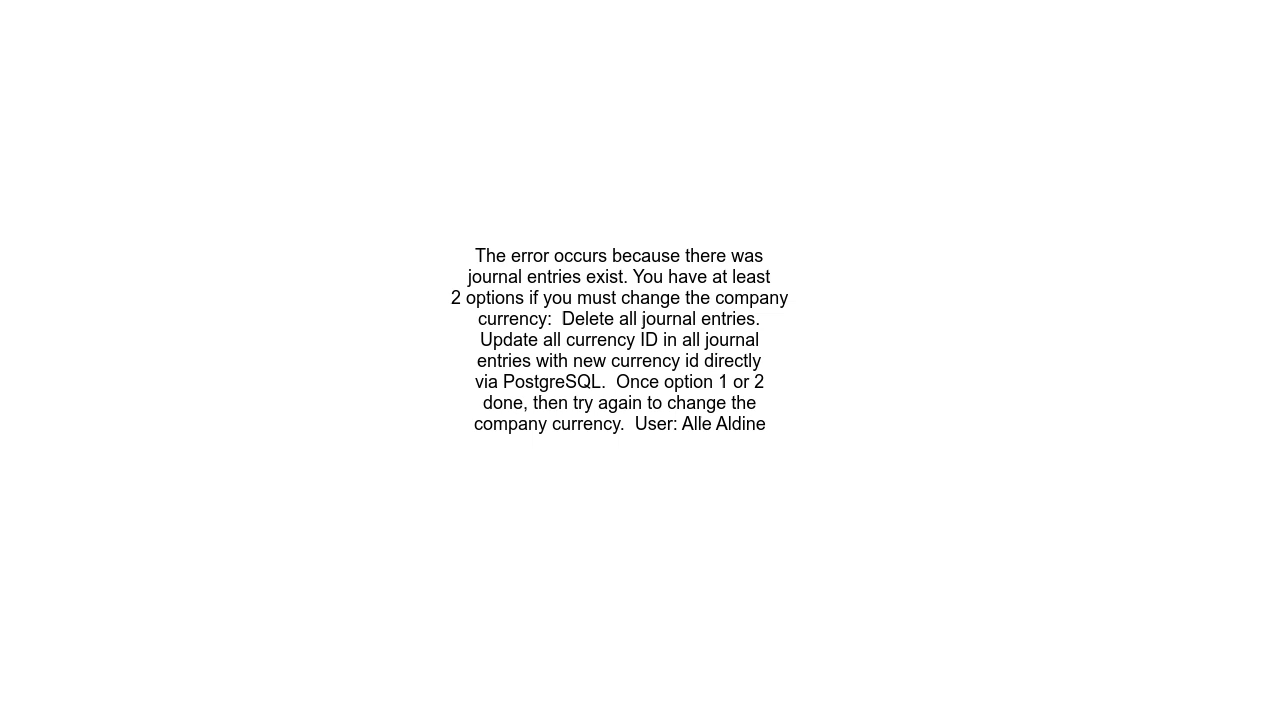 The error occurs because there was
journal entries exist. You have at least
2 options if you must change the company
currency:  Delete all journal entries.
Update all currency ID in all journal
entries with new currency id directly
via PostgreSQL.  Once option 1 or 2
done, then try again to change the
company currency.  User: Alle Aldine